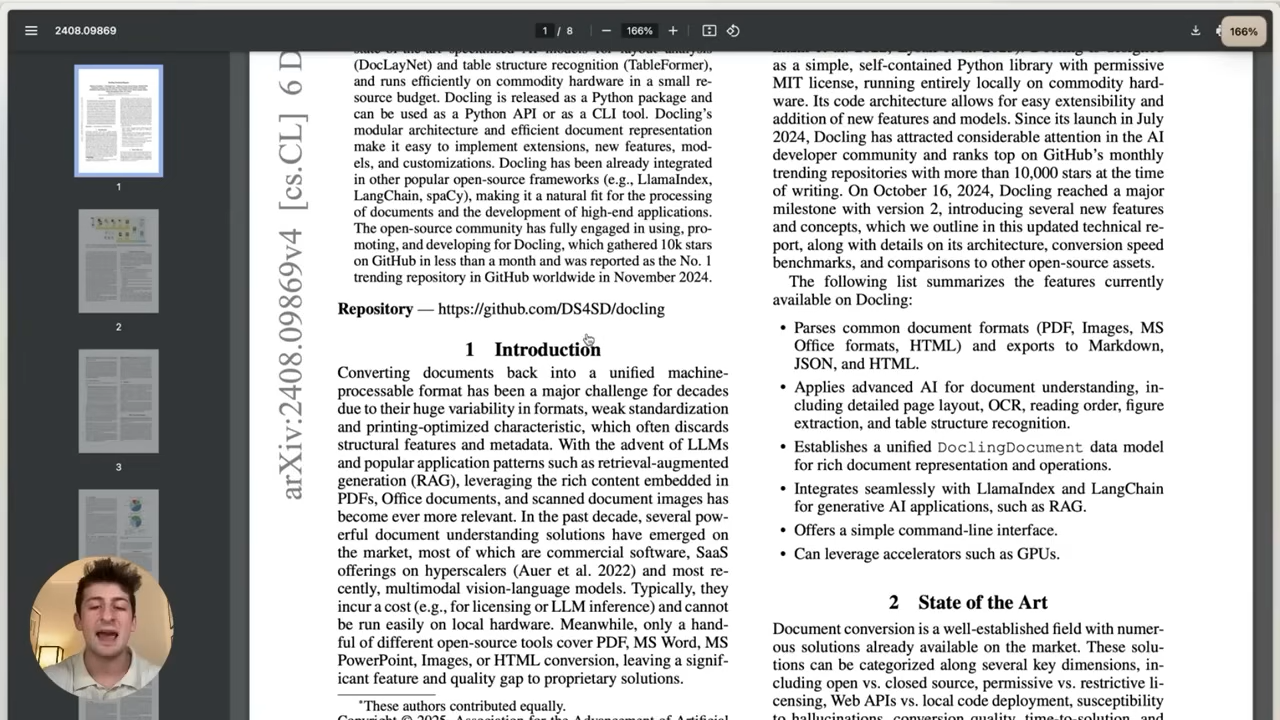 2408.09869
1 / 8
166%
166%
1
2
3
arXiv:2408.09869v4 [cs.CL] 6 D
(DocLayNet) and table structure recognition (TableFormer),
and runs efficiently on commodity hardware in a small re-
source budget. Docling is released as a Python package and
can be used as a Python API or as a CLI tool. Docling's
modular architecture and efficient document representation
make it easy to implement extensions, new features, mod-
els, and customizations. Docling has been already integrated
in other popular open-source frameworks (e.g., LlamaIndex,
LangChain, spaCy), making it a natural fit for the processing
of documents and the development of high-end applications.
The open-source community has fully engaged in using, pro-
moting, and developing for Docling, which gathered 10k stars
on GitHub in less than a month and was reported as the No. 1
trending repository in GitHub worldwide in November 2024.
Repository — https://github.com/DS4SD/docling
1 Introduction
Converting documents back into a unified machine-
processable format has been a major challenge for decades
due to their huge variability in formats, weak standardization
and printing-optimized characteristic, which often discards
structural features and metadata. With the advent of LLMs
and popular application patterns such as retrieval-augmented
generation (RAG), leveraging the rich content embedded in
PDFs, Office documents, and scanned document images has
become ever more relevant. In the past decade, several pow-
erful document understanding solutions have emerged on
the market, most of which are commercial software, SaaS
offerings on hyperscalers (Auer et al. 2022) and most re-
cently, multimodal vision-language models. Typically, they
incur a cost (e.g., for licensing or LLM inference) and cannot
be run easily on local hardware. Meanwhile, only a hand-
ful of different open-source tools cover PDF, MS Word, MS
PowerPoint, Images, or HTML conversion, leaving a signif-
icant feature and quality gap to proprietary solutions.
*These authors contributed equally.
Copyright © 2025, Association for the Advancement of Artificial
as a simple, self-contained Python library with permissive
MIT license, running entirely locally on commodity hard-
ware. Its code architecture allows for easy extensibility and
addition of new features and models. Since its launch in July
2024, Docling has attracted considerable attention in the AI
developer community and ranks top on GitHub's monthly
trending repositories with more than 10,000 stars at the time
of writing. On October 16, 2024, Docling reached a major
milestone with version 2, introducing several new features
and concepts, which we outline in this updated technical re-
port, along with details on its architecture, conversion speed
benchmarks, and comparisons to other open-source assets.
The following list summarizes the features currently
available on Docling:
• Parses common document formats (PDF, Images, MS
Office formats, HTML) and exports to Markdown,
JSON, and HTML.
• Applies advanced AI for document understanding, in-
cluding detailed page layout, OCR, reading order, figure
extraction, and table structure recognition.
• Establishes a unified DoclingDocument data model
for rich document representation and operations.
• Integrates seamlessly with LlamaIndex and LangChain
for generative AI applications, such as RAG.
• Offers a simple command-line interface.
• Can leverage accelerators such as GPUs.
2 State of the Art
Document conversion is a well-established field with numer-
ous solutions already available on the market. These solu-
tions can be categorized along several key dimensions, in-
cluding open vs. closed source, permissive vs. restrictive li-
censing, Web APIs vs. local code deployment, susceptibility
to hallucinations, conversion quality, time-to-solution, and